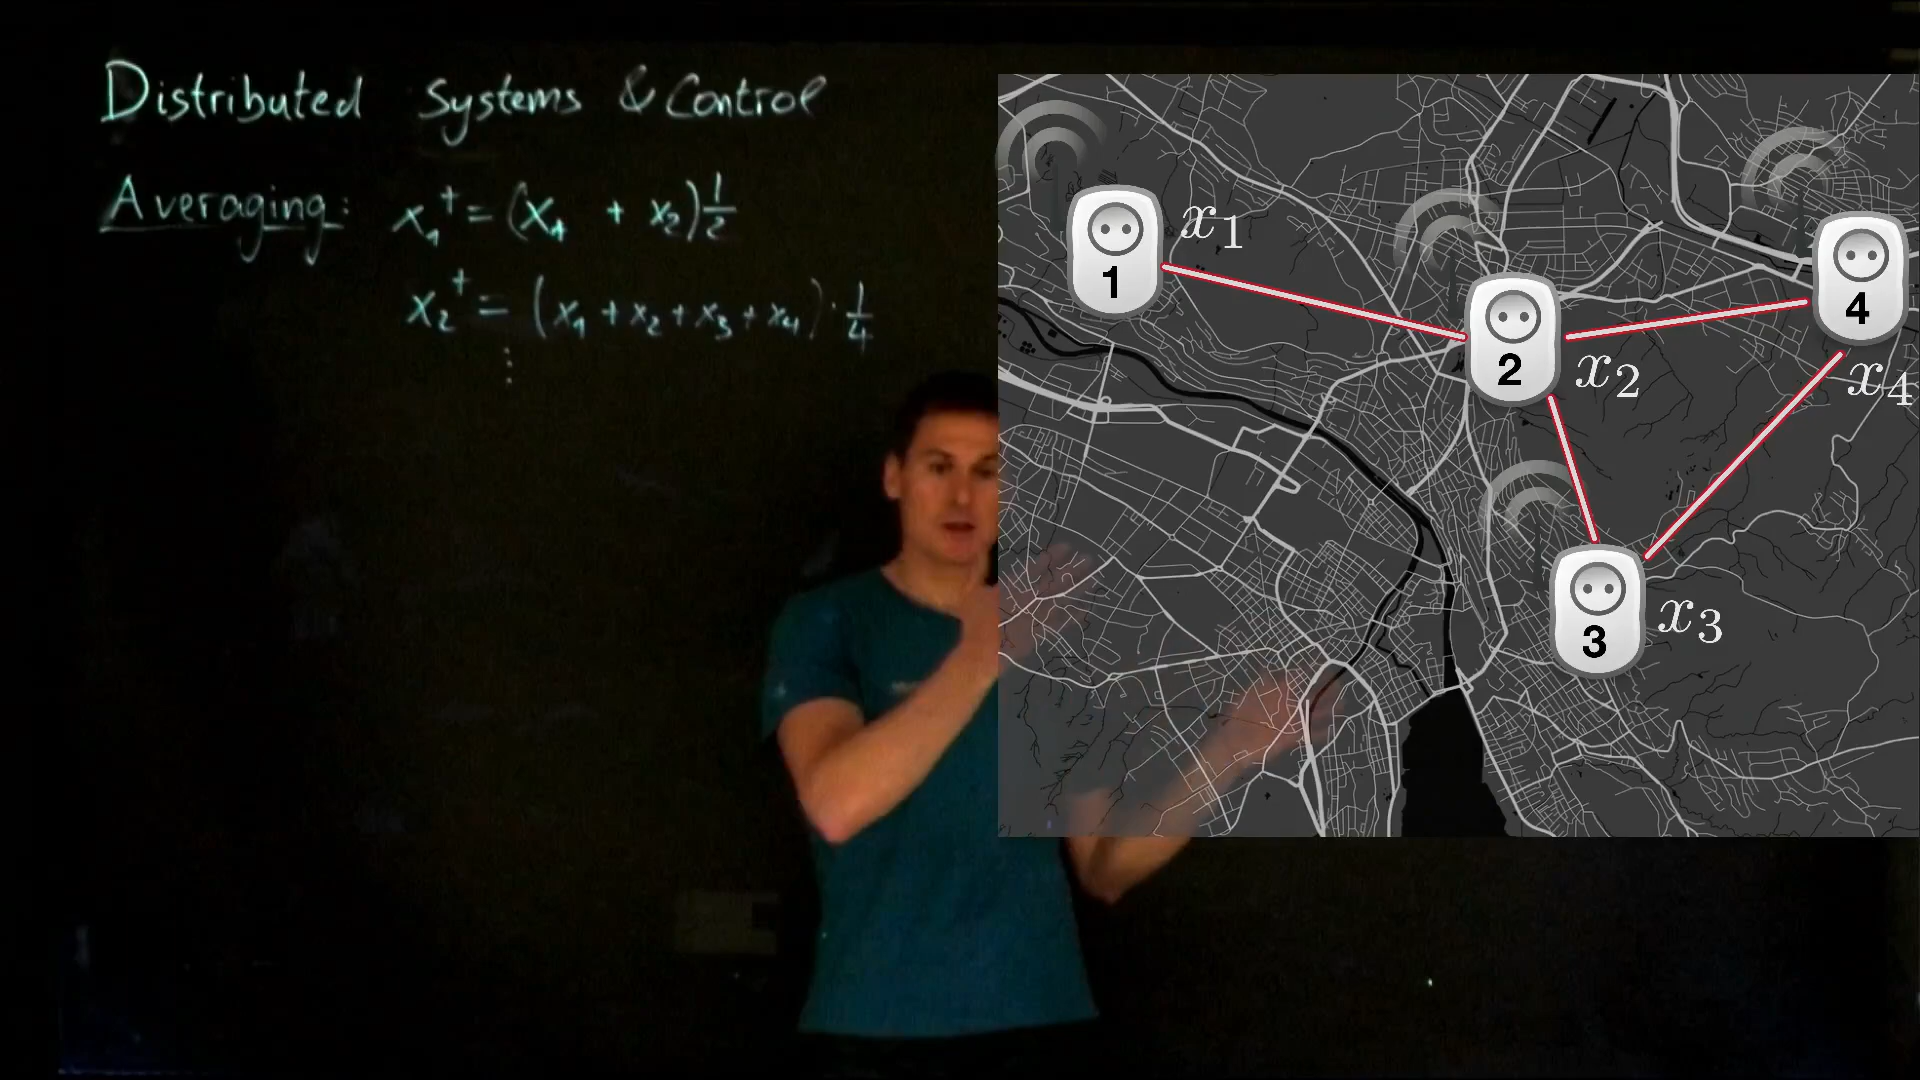 Distributed Systems & Control
Averaging: x₁⁺ = (x₁ + x₂) 1/2
x₂⁺ = (x₁ + x₂ + x₃ + x₄) · 1/4
⋮
1 x₁
2 x₂
4 x₄
3 x₃